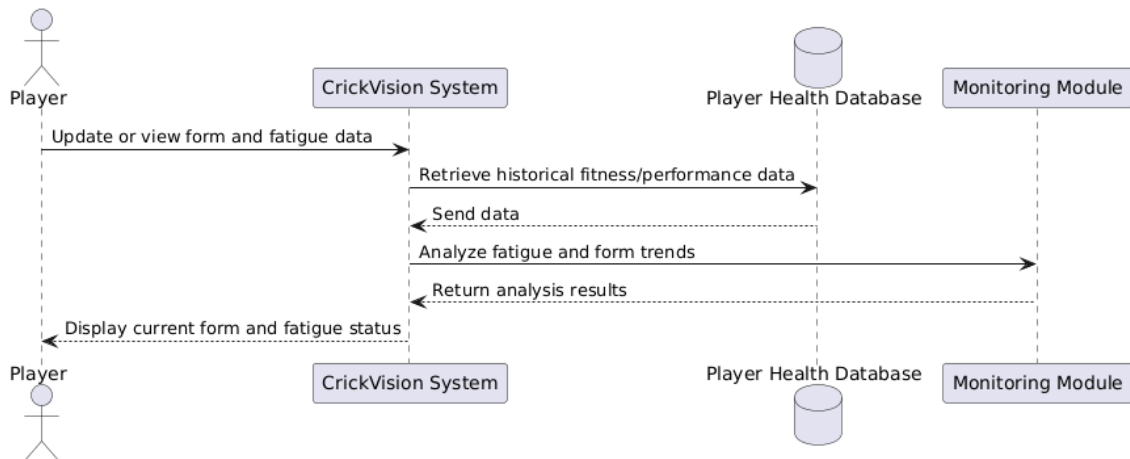 Player
CrickVision System
Player Health Database
Monitoring Module
Update or view form and fatigue data
Retrieve historical fitness/performance data
Send data
Analyze fatigue and form trends
Return analysis results
Display current form and fatigue status
Player
CrickVision System
Player Health Database
Monitoring Module